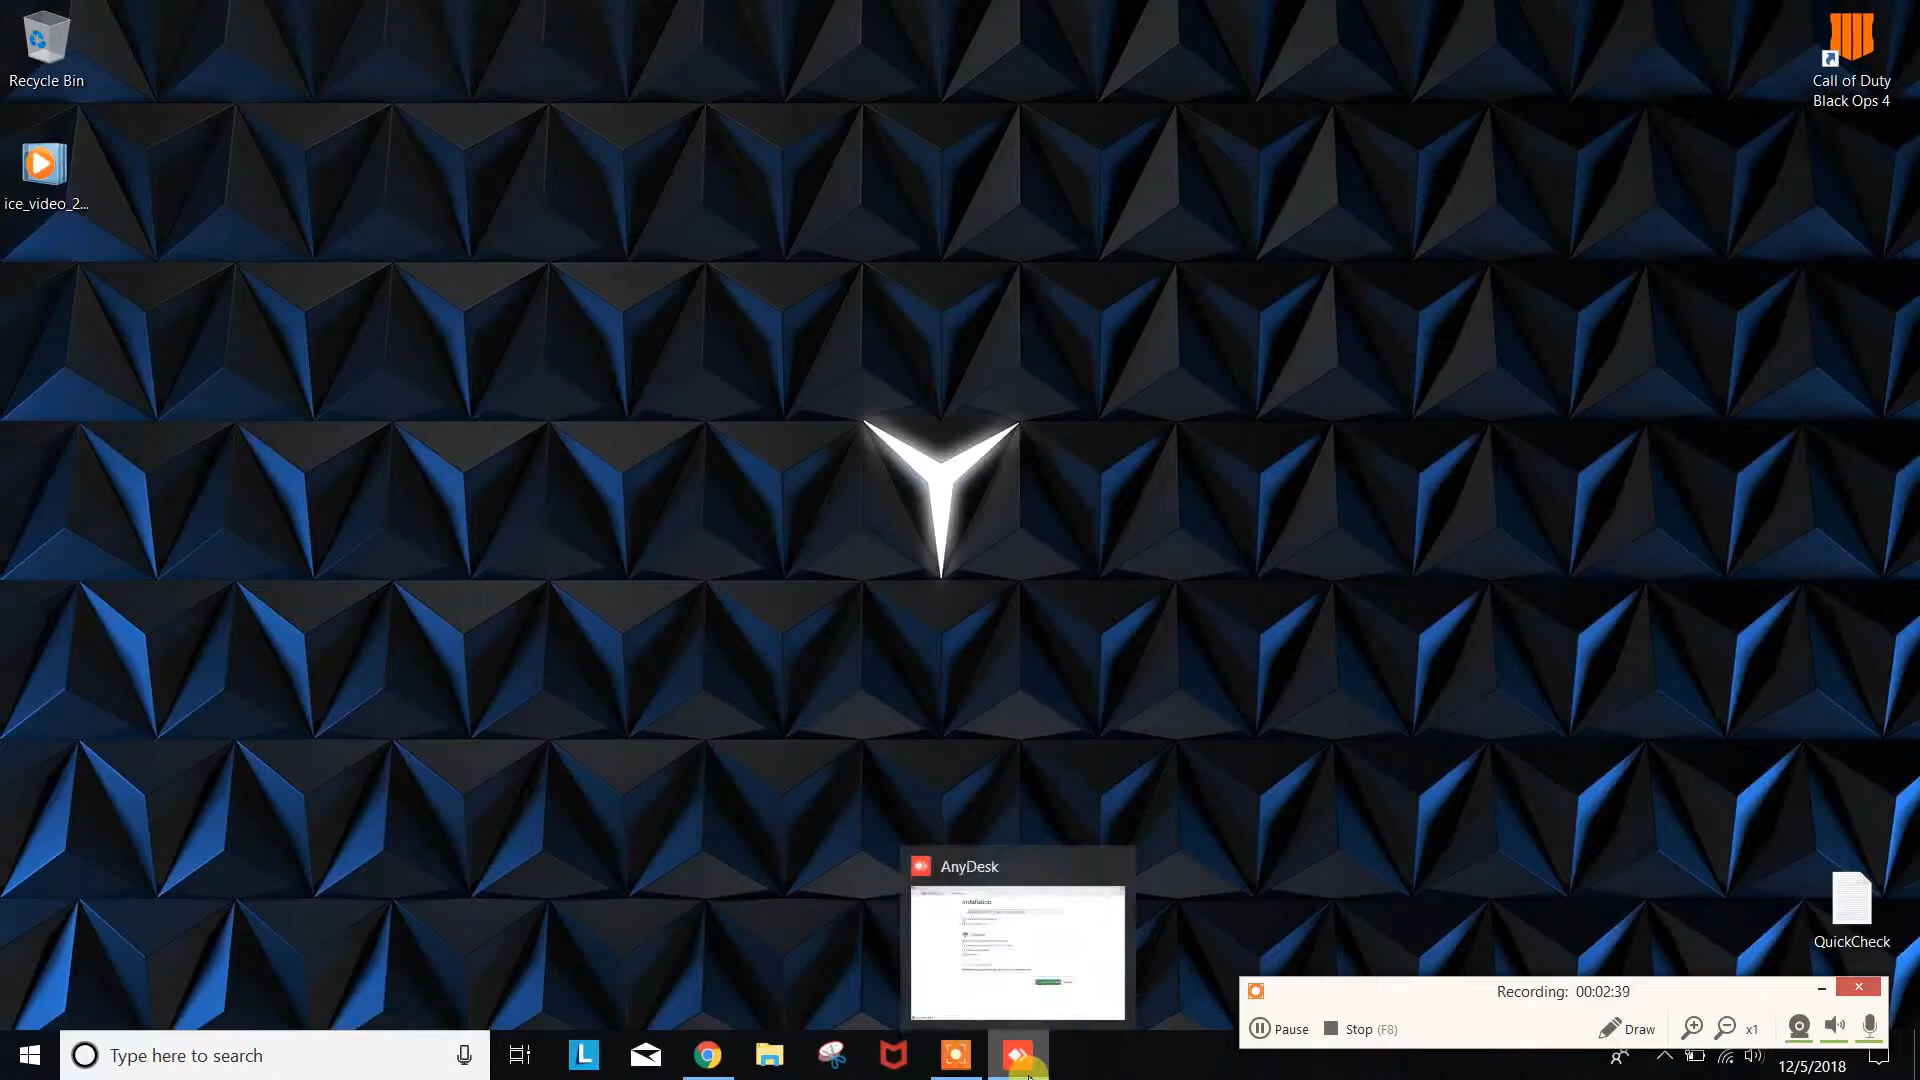 Recycle Bin
ice_video_2...
Call of Duty
Black Ops 4
AnyDesk
Installation
QuickCheck
Recording: 00:02:39
Pause
Stop (F8)
Draw
x1
Type here to search
12/5/2018